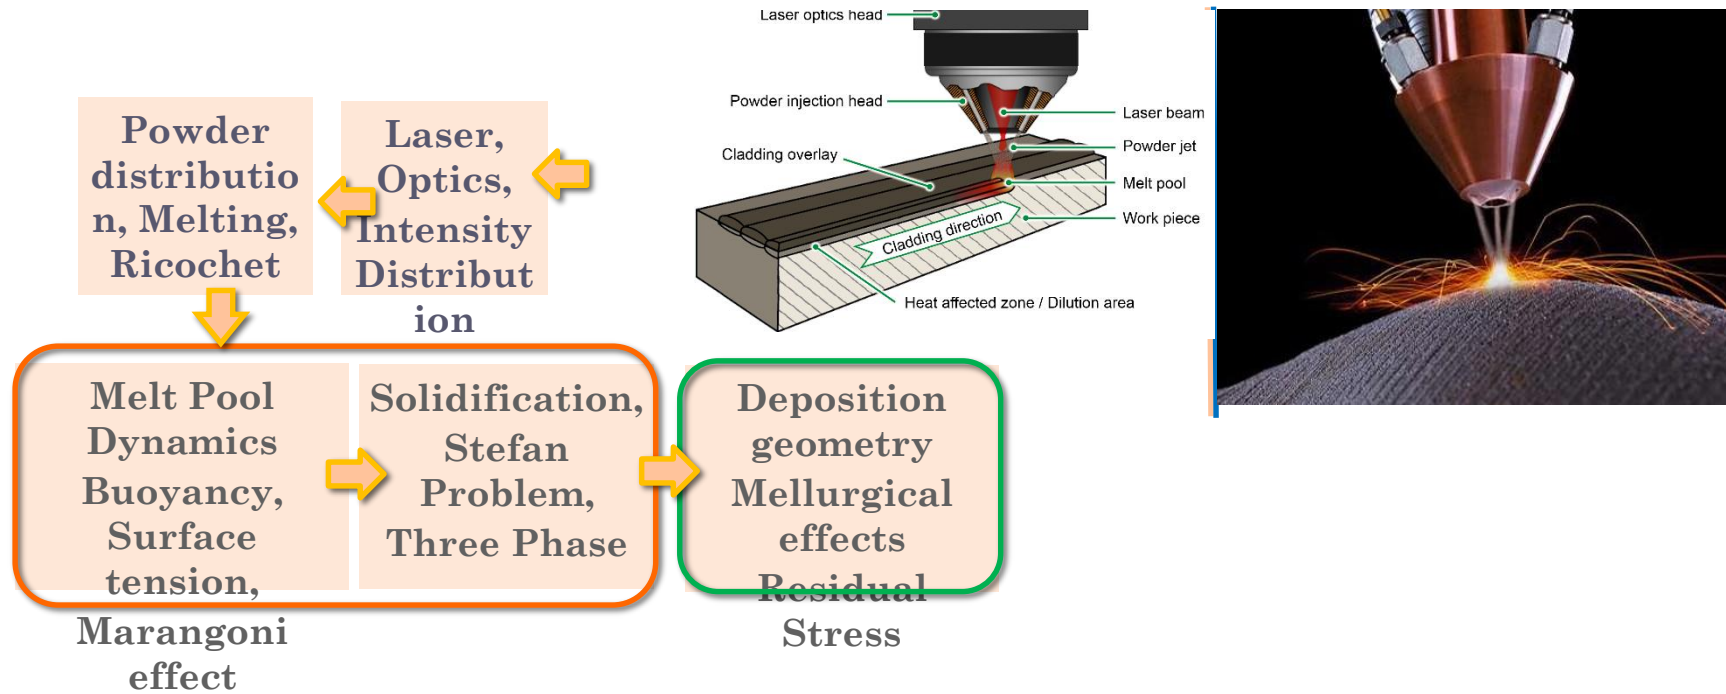 Laser optics head
Powder injection head
Laser beam
Powder jet
Cladding overlay
Melt pool
Work piece
Cladding direction
Heat affected zone / Dilution area
Powder
distributio
n, Melting,
Ricochet
Laser,
Optics,
Intensity
Distribut
ion
Melt Pool
Dynamics
Buoyancy,
Surface
tension,
Marangoni
effect
Solidification,
Stefan
Problem,
Three Phase
Deposition
geometry
Mellurgical
effects
Residual
Stress